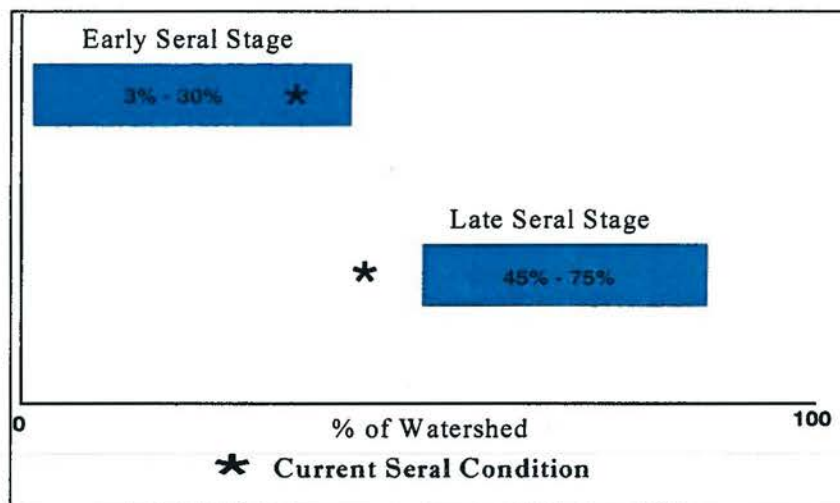 Early Seral Stage
3% - 30% *
Late Seral Stage
* 45% - 75%
0 100
% of Watershed
* Current Seral Condition